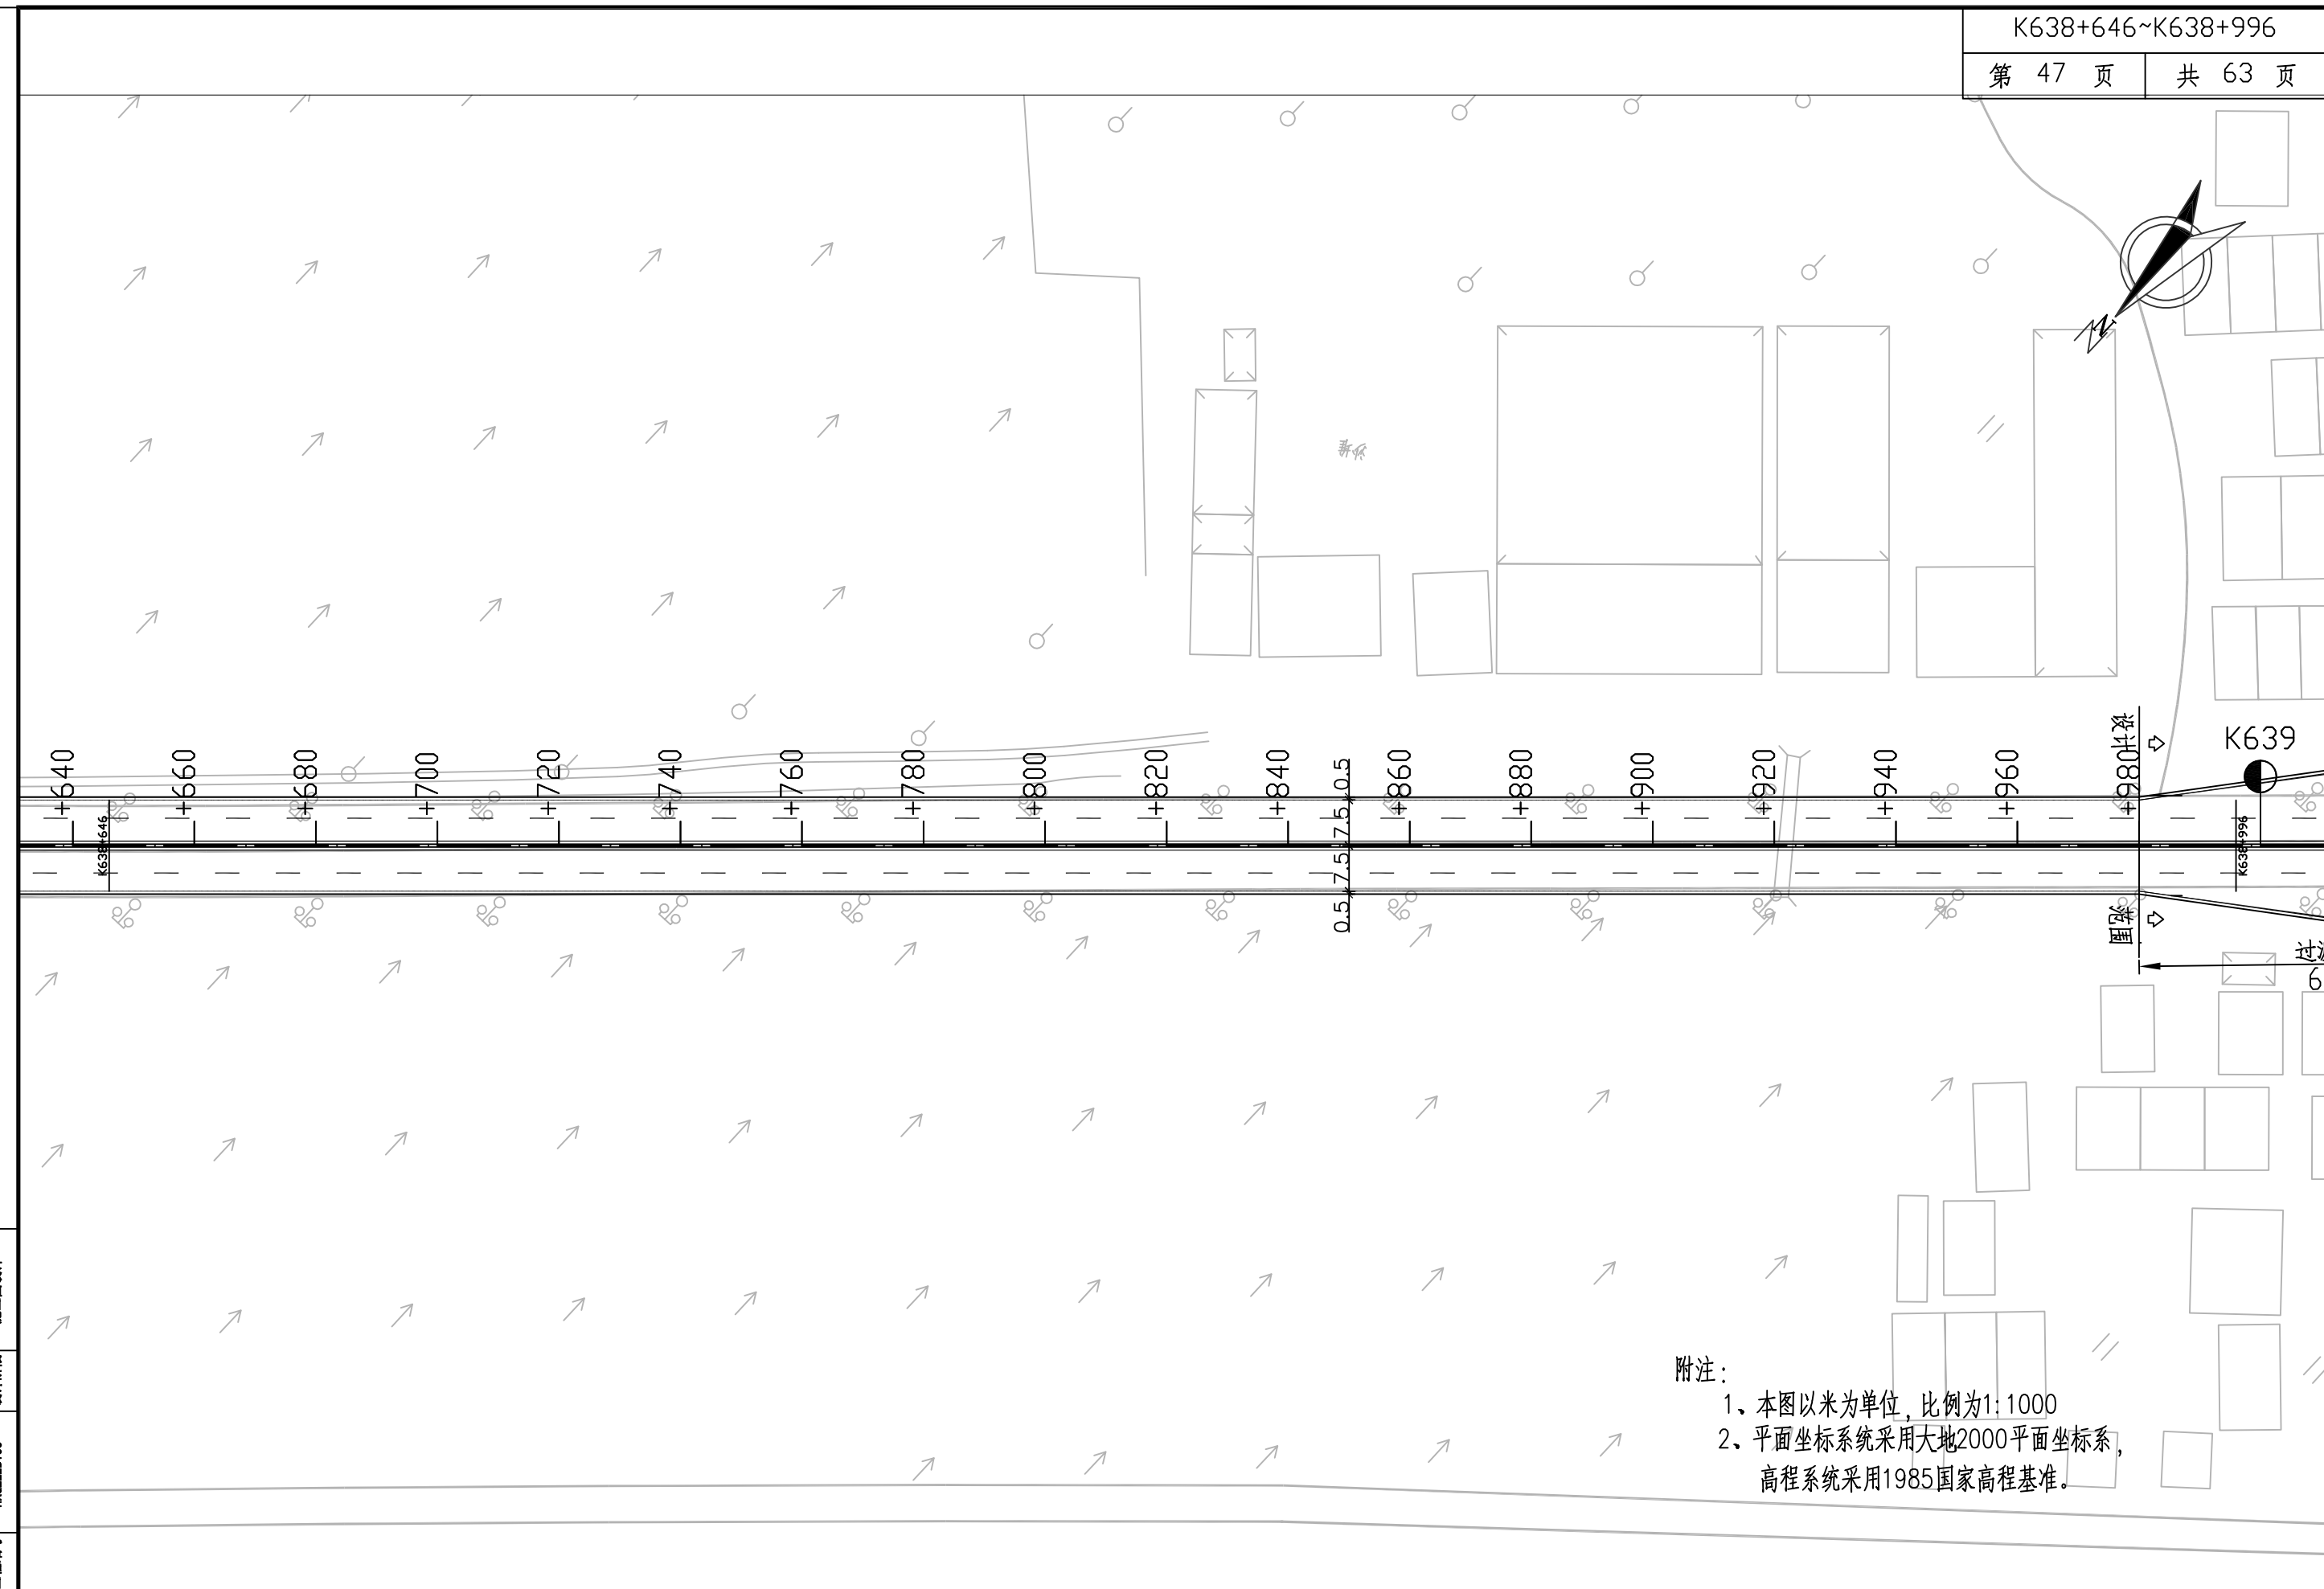 K638+646~K638+996
第 47 页 共 63 页
N
设计
K639
+640 +660 +680 +700 +720 +740 +760 +780 +800 +820 +840 +860 +880 +900 +920 +940 +960 +980
K638+646
0.5 7.5 7.5 0.5
K638+996
范围
6
附注：
1、本图以米为单位，比例为1:1000
2、平面坐标系统采用大地2000平面坐标系，
高程系统采用1985国家高程基准。